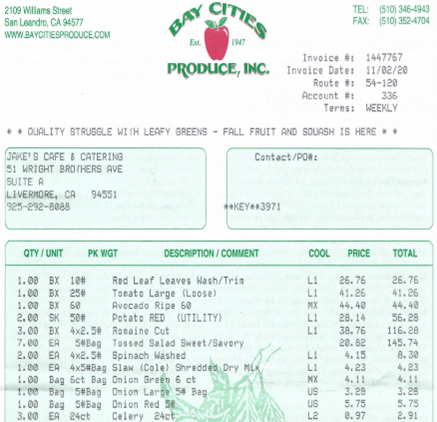 2109 Williams Street
San Leandro, CA 94577
WWW.BAYCITIESPRODUCE.COM
BAY CITIES
Est. 1947
PRODUCE, INC.
TEL: (510) 346-4943
FAX: (510) 352-4704
Invoice #: 1447767
Invoice Date: 11/02/20
Route #: 54-120
Account #: 336
Terms: WEEKLY
* * QUALITY STRUGGLE WITH LEAFY GREENS - FALL FRUIT AND SQUASH IS HERE * *
JAKE'S CAFE & CATERING
51 WRIGHT BROTHERS AVE
SUITE A
LIVERMORE, CA 94551
925-292-8088
Contact/PO#:
**KEY**3971
QTY / UNIT PK WGT DESCRIPTION / COMMENT COOL PRICE TOTAL
1.00 BX 10# Red Leaf Leaves Wash/Trim L1 26.76 26.76
1.00 BX 25# Tomato Large (Loose) L1 41.26 41.26
1.00 BX 60 Avocado Ripe 60 MX 44.40 44.40
2.00 SK 50# Potato RED (UTILITY) L1 28.14 56.28
3.00 BX 4x2.5# Romaine Cut L1 38.76 116.28
7.00 EA 5#Bag Tossed Salad Sweet/Savory 20.82 145.74
2.00 EA 4x2.5# Spinach Washed L1 4.15 8.30
1.00 EA 4x5#Bag Slaw (Cole) Shredded Dry Mix L1 4.23 4.23
1.00 Bag 6ct Bag Onion Green 6 ct MX 4.11 4.11
1.00 Bag 5#Bag Onion Large 5# Bag US 3.28 3.28
1.00 Bag 5#Bag Onion Red 5# US 5.75 5.75
3.00 EA 24ct Celery 24ct L2 0.97 2.91